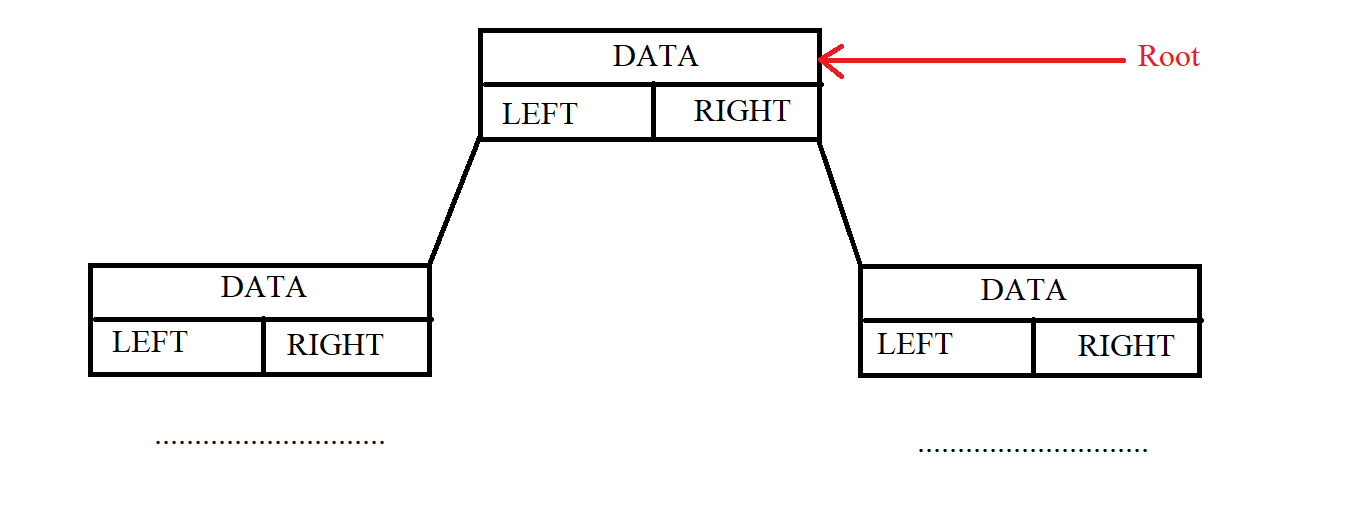 DATA
Root
LEFT RIGHT
DATA
LEFT RIGHT
............................
DATA
LEFT RIGHT
............................